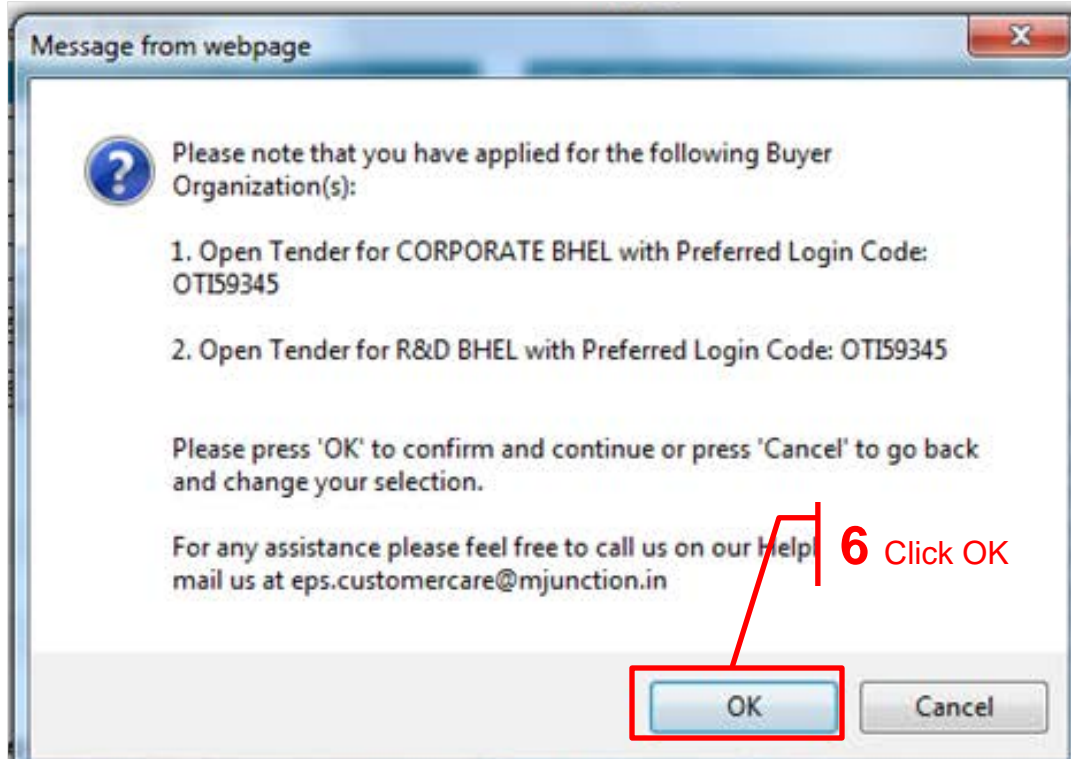 Message from webpage
Please note that you have applied for the following Buyer
Organization(s):
1. Open Tender for CORPORATE BHEL with Preferred Login Code:
OTI59345
2. Open Tender for R&D BHEL with Preferred Login Code: OTI59345
Please press 'OK' to confirm and continue or press 'Cancel' to go back
and change your selection.
For any assistance please feel free to call us on our
mail us at eps.customercare@mjunction.in
6 Click OK
OK
Cancel